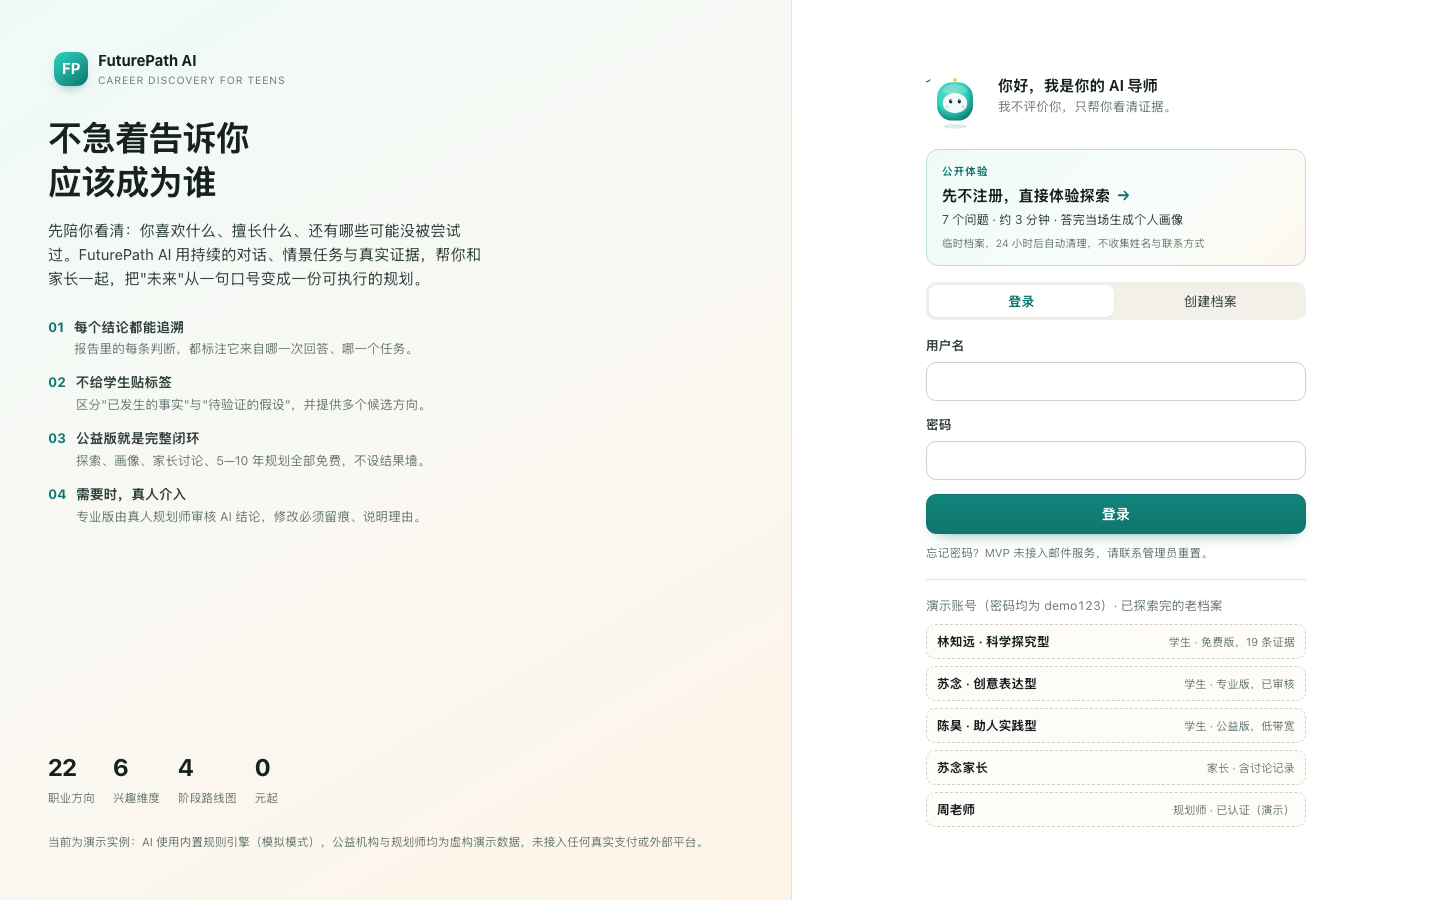 FP
FuturePath AI
CAREER DISCOVERY FOR TEENS
不急着告诉你
应该成为谁
先陪你看清：你喜欢什么、擅长什么、还有哪些可能没被尝试
过。FuturePath AI 用持续的对话、情景任务与真实证据，帮你和
家长一起，把"未来"从一句口号变成一份可执行的规划。
01 每个结论都能追溯
报告里的每条判断，都标注它来自哪一次回答、哪一个任务。
02 不给学生贴标签
区分"已发生的事实"与"待验证的假设"，并提供多个候选方向。
03 公益版就是完整闭环
探索、画像、家长讨论、5—10 年规划全部免费，不设结果墙。
04 需要时，真人介入
专业版由真人规划师审核 AI 结论，修改必须留痕、说明理由。
22 6 4 0
职业方向 兴趣维度 阶段路线图 元起
当前为演示实例：AI 使用内置规则引擎（模拟模式），公益机构与规划师均为虚构演示数据，未接入任何真实支付或外部平台。
你好，我是你的 AI 导师
我不评价你，只帮你看清证据。
公开体验
先不注册，直接体验探索 →
7 个问题 · 约 3 分钟 · 答完当场生成个人画像
临时档案，24 小时后自动清理，不收集姓名与联系方式
登录 创建档案
用户名
密码
登录
忘记密码？MVP 未接入邮件服务，请联系管理员重置。
演示账号（密码均为 demo123）· 已探索完的老档案
林知远 · 科学探究型 学生 · 免费版，19 条证据
苏念 · 创意表达型 学生 · 专业版，已审核
陈昊 · 助人实践型 学生 · 公益版，低带宽
苏念家长 家长 · 含讨论记录
周老师 规划师 · 已认证（演示）